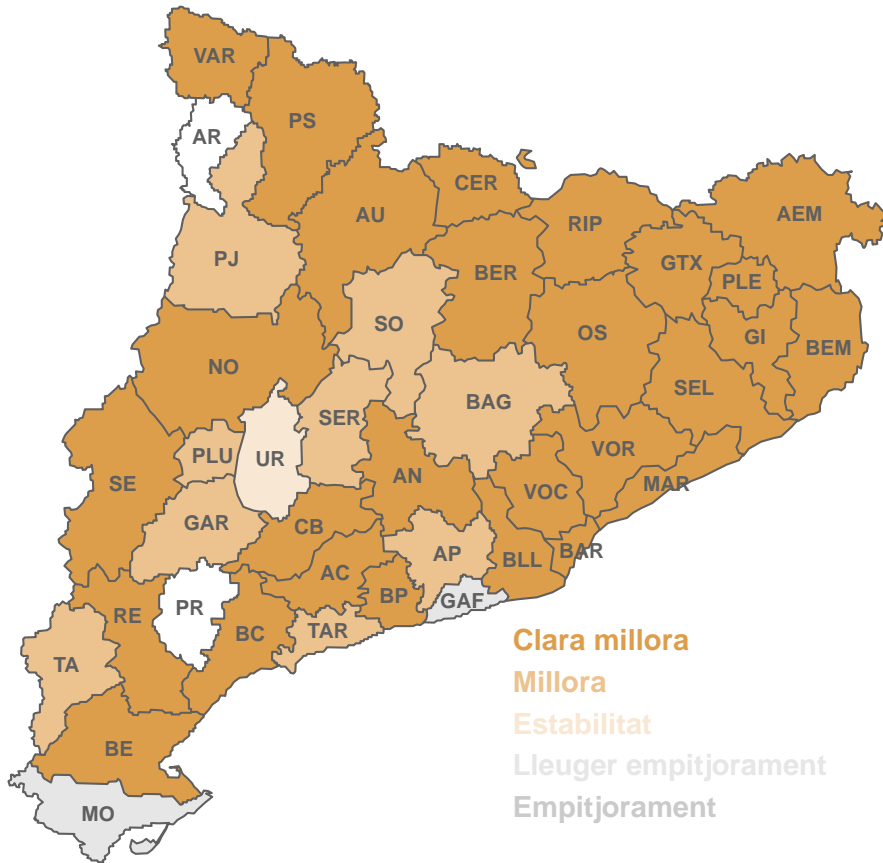 VAR
PS
AR
CER
AEM
AU
RIP
PJ
GTX
BER
PLE
SO
OS
GI
BEM
NO
SEL
BAG
SER
VOR
PLU
UR
SE
AN
MAR
VOC
GAR
CB
AP
BAR
BLL
AC
PR
BP
GAF
RE
BC
TAR
TA
BE
MO
Clara millora
Millora
Estabilitat
Lleuger empitjorament
Empitjorament